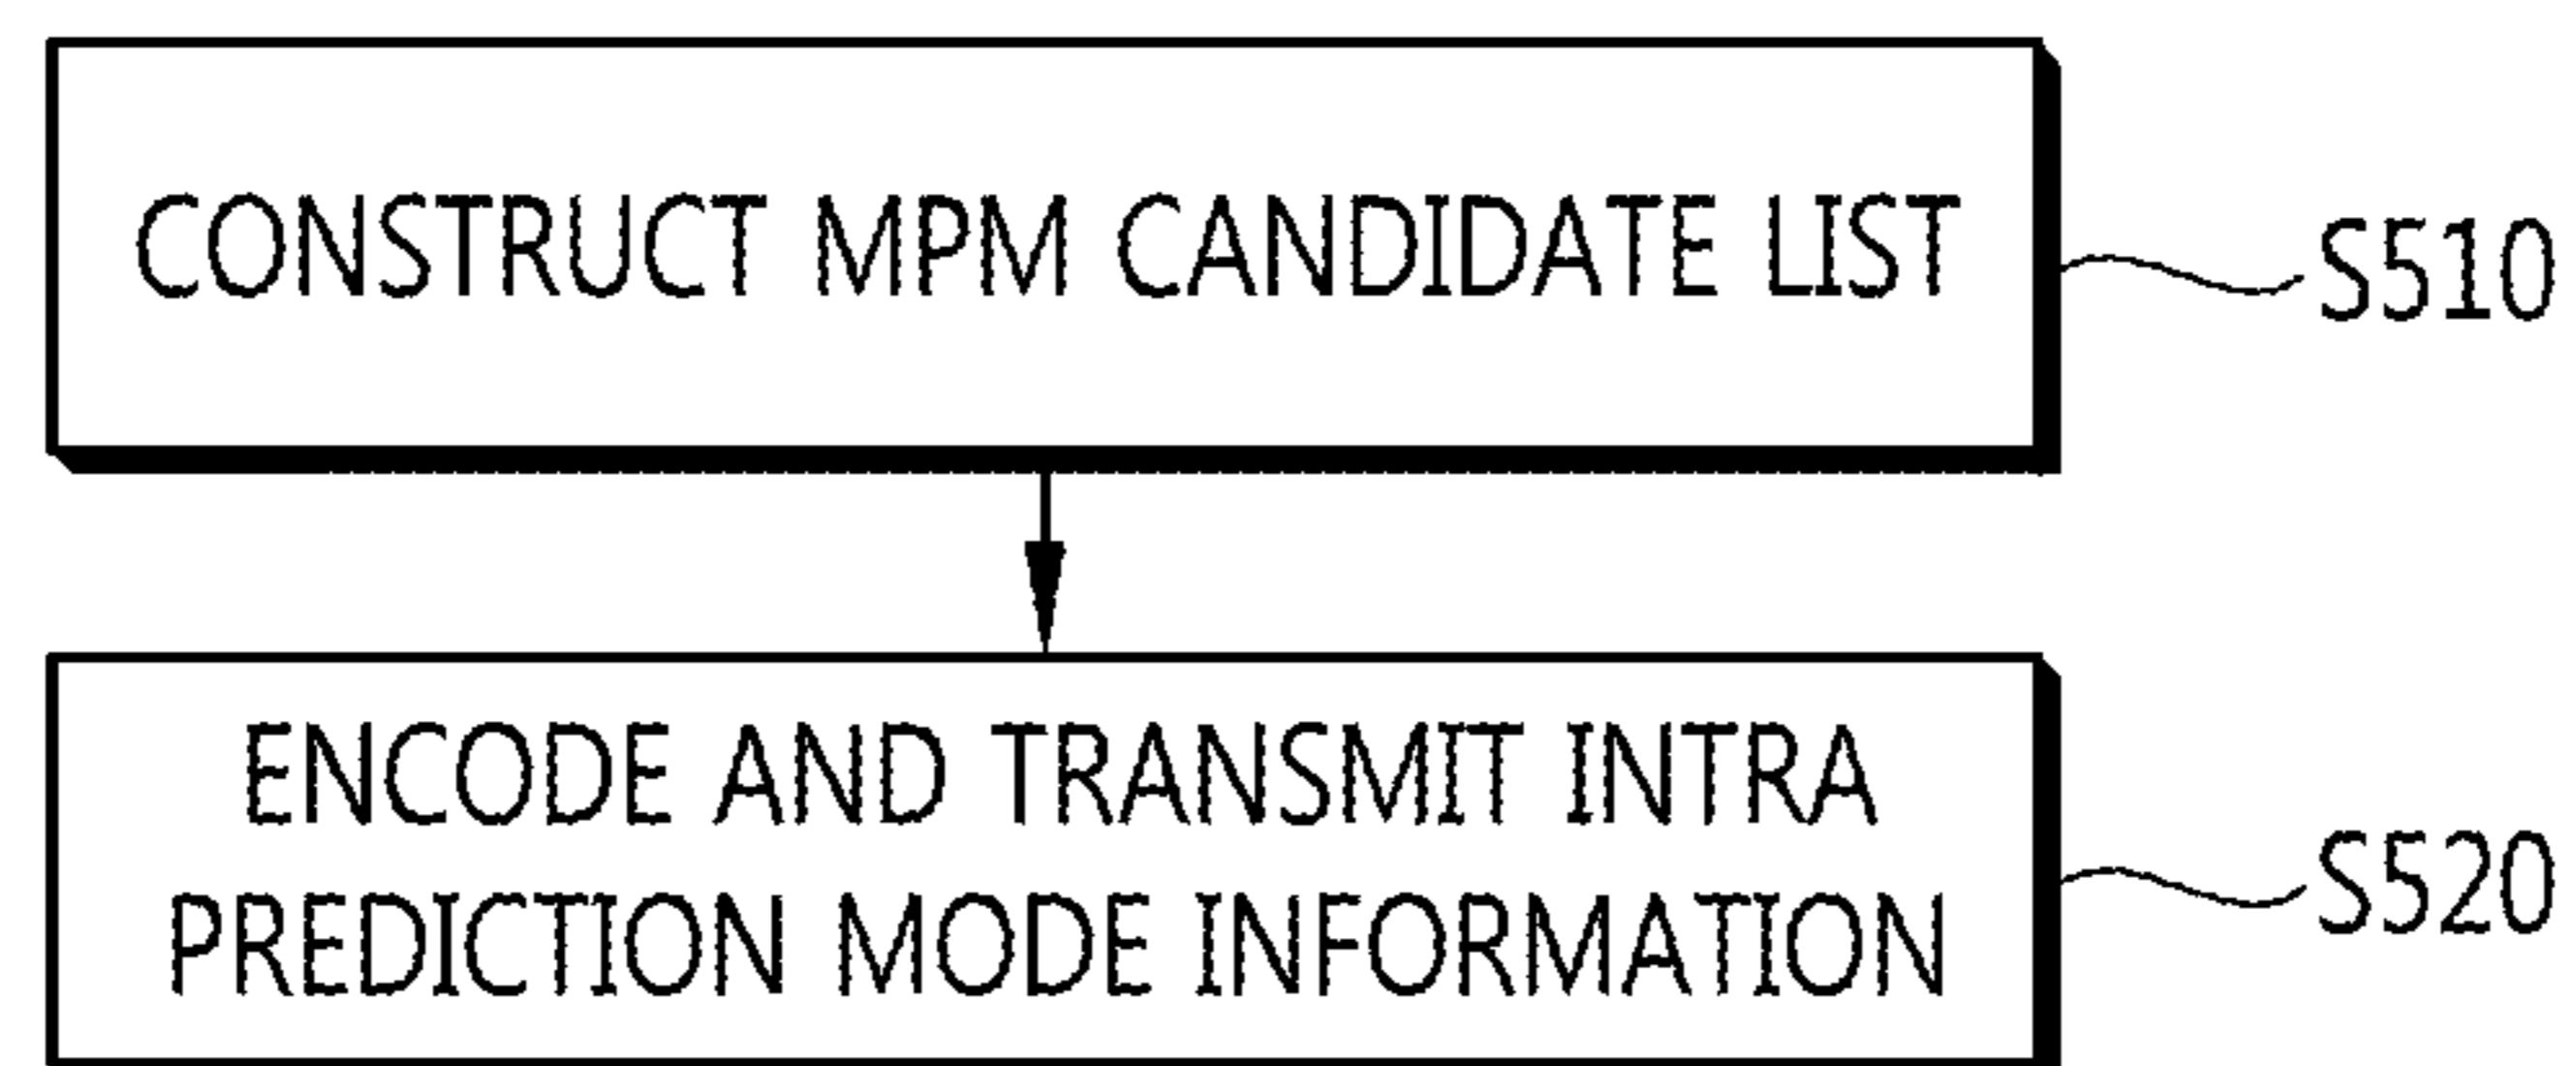 CONSTRUCT MPM CANDIDATE LIST
S510
ENCODE AND TRANSMIT INTRA
PREDICTION MODE INFORMATION
S520